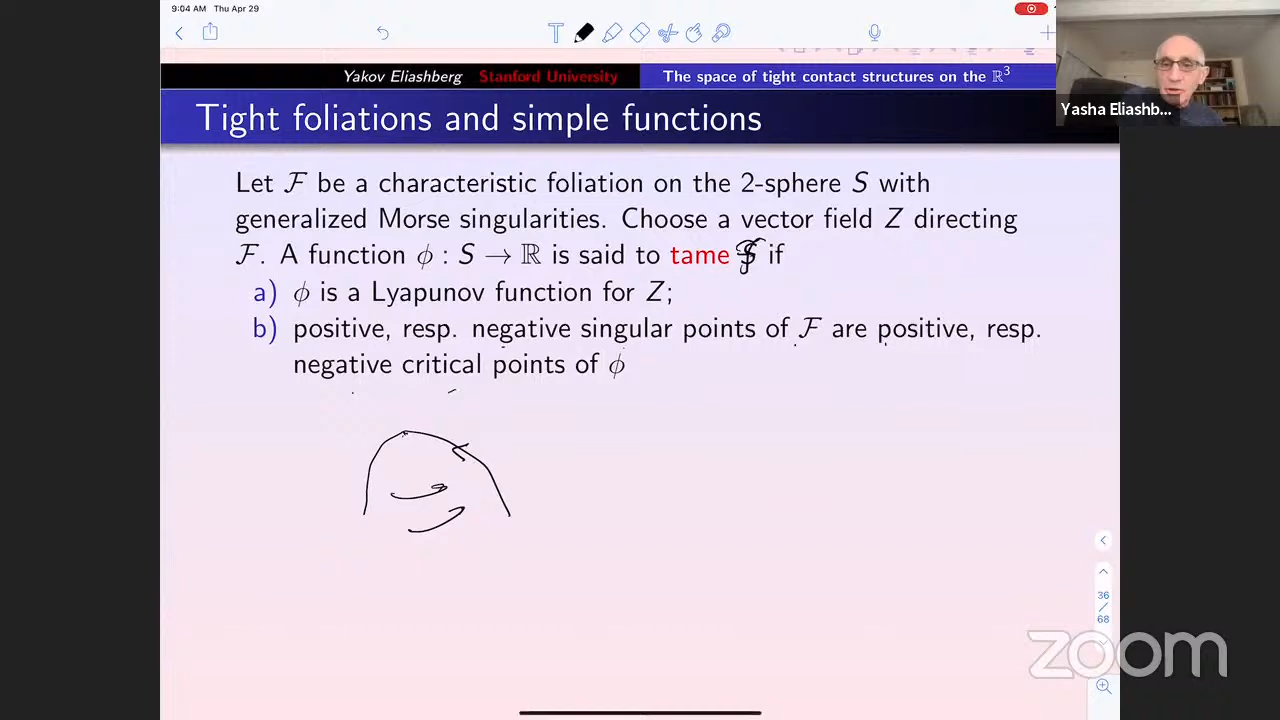 9:04 AM Thu Apr 29
Yakov Eliashberg Stanford University The space of tight contact structures on the ℝ³
Tight foliations and simple functions
Yasha Eliashb...
Let ℱ be a characteristic foliation on the 2-sphere S with
generalized Morse singularities. Choose a vector field Z directing
ℱ. A function ϕ : S → ℝ is said to tame ℱ if
a) ϕ is a Lyapunov function for Z;
b) positive, resp. negative singular points of ℱ are positive, resp.
negative critical points of ϕ
36
/
68
zoom